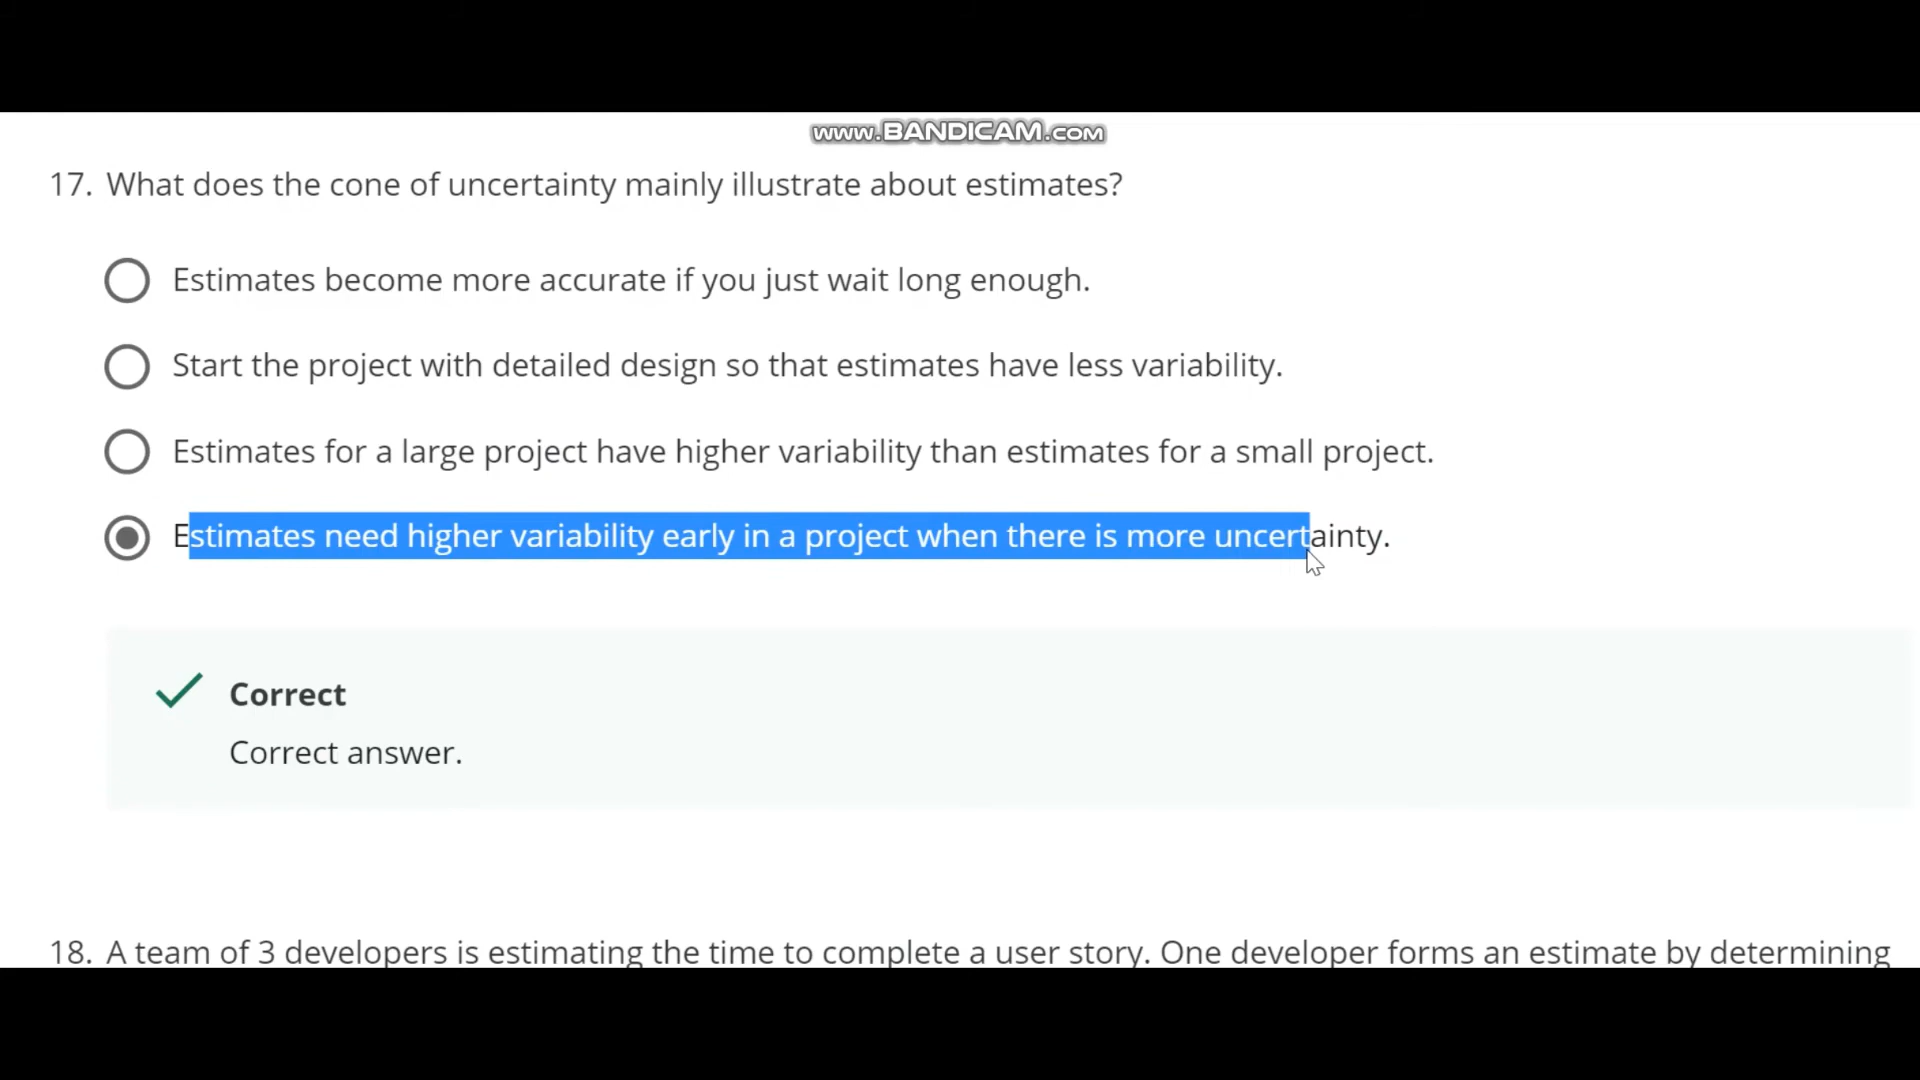 www.BANDICAM.com
17. What does the cone of uncertainty mainly illustrate about estimates?
Estimates become more accurate if you just wait long enough.
Start the project with detailed design so that estimates have less variability.
Estimates for a large project have higher variability than estimates for a small project.
Estimates need higher variability early in a project when there is more uncertainty.
Correct
Correct answer.
18. A team of 3 developers is estimating the time to complete a user story. One developer forms an estimate by determining